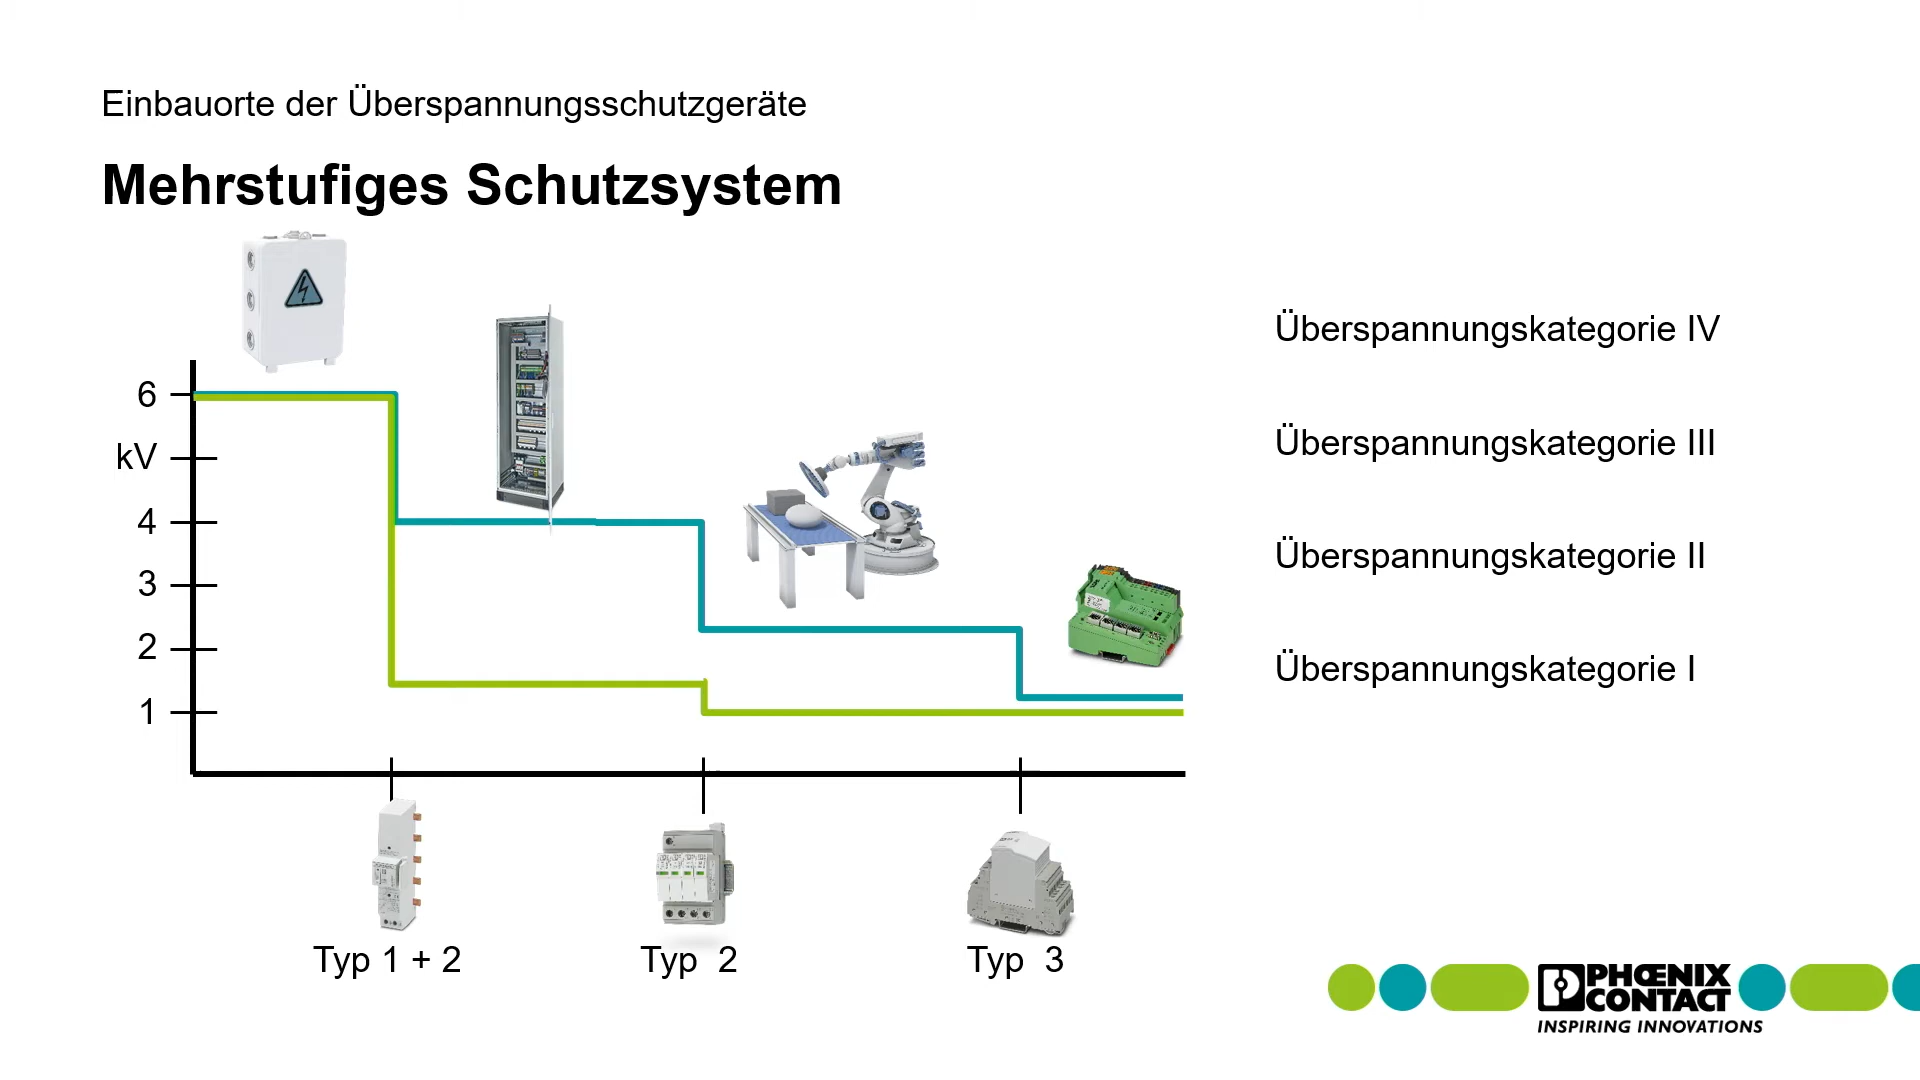 Einbauorte der Überspannungsschutzgeräte
Mehrstufiges Schutzsystem
6
kV
4
3
2
1
Überspannungskategorie IV
Überspannungskategorie III
Überspannungskategorie II
Überspannungskategorie I
Typ 1 + 2
Typ 2
Typ 3
PHŒNIX
CONTACT
INSPIRING INNOVATIONS